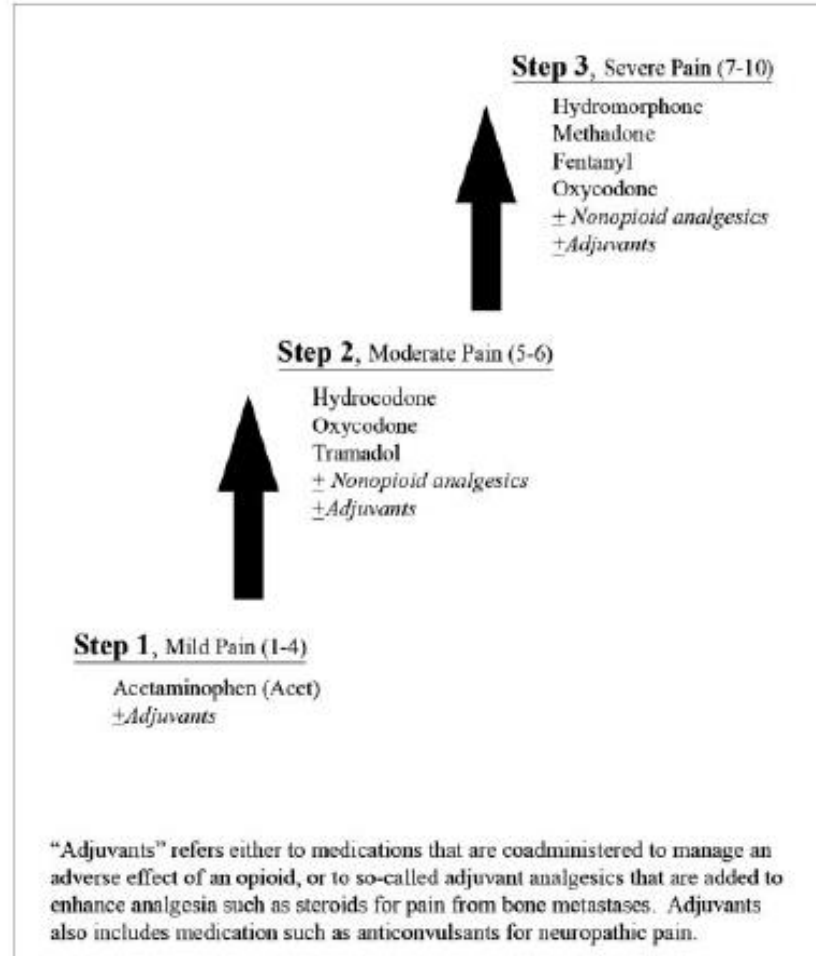 Step 3, Severe Pain (7-10)
Hydromorphone
Methadone
Fentanyl
Oxycodone
± Nonopioid analgesics
±Adjuvants
Step 2, Moderate Pain (5-6)
Hydrocodone
Oxycodone
Tramadol
± Nonopioid analgesics
±Adjuvants
Step 1, Mild Pain (1-4)
Acetaminophen (Acet)
±Adjuvants
“Adjuvants” refers either to medications that are coadministered to manage an
adverse effect of an opioid, or to so-called adjuvant analgesics that are added to
enhance analgesia such as steroids for pain from bone metastases. Adjuvants
also includes medication such as anticonvulsants for neuropathic pain.